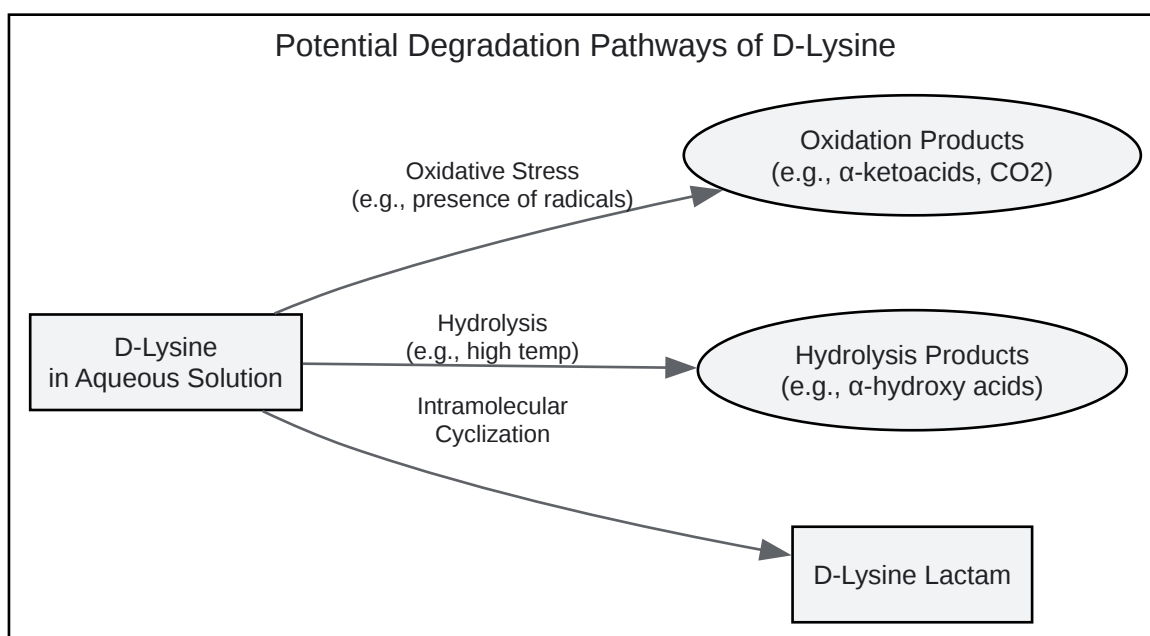 Potential Degradation Pathways of D-Lysine
Oxidation Products
(e.g., α-ketoacids, CO2)
Oxidative Stress
(e.g., presence of radicals)
D-Lysine
in Aqueous Solution
Hydrolysis
(e.g., high temp)
Hydrolysis Products
(e.g., α-hydroxy acids)
Intramolecular
Cyclization
D-Lysine Lactam